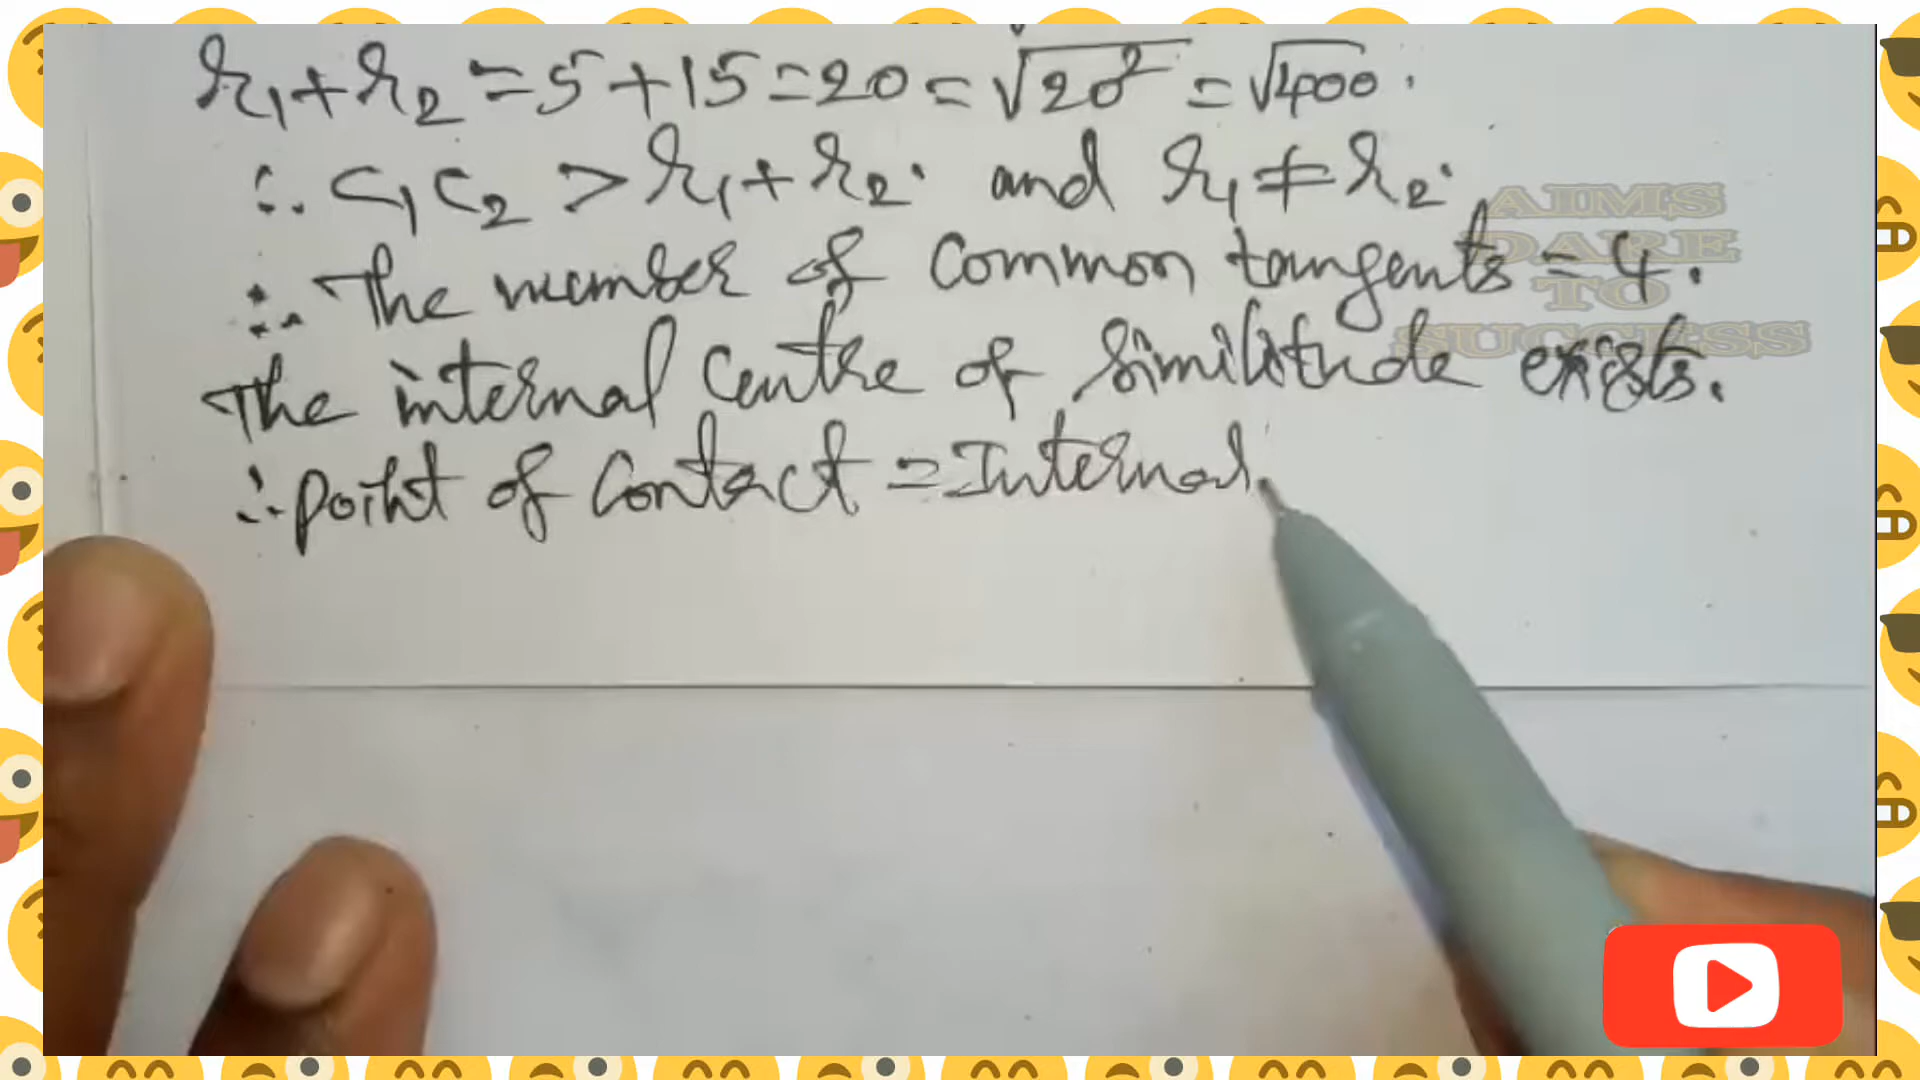 r₁+r₂ = 5+15 = 20 = √20² = √400.
∴ C₁C₂ > r₁+r₂. and r₁ ≠ r₂.
∴ The number of common tangents = 4.
The internal centre of similitude exists.
∴ point of contact = Internal
AIMS
DARE
TO
SUCCESS